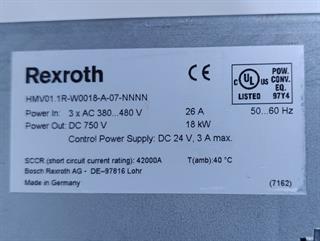 Rexroth
CE
HMV01.1R-W0018-A-07-NNNN
Power In: 3 x AC 380...480 V 26 A 50...60 Hz
Power Out: DC 750 V 18 kW
Control Power Supply: DC 24 V, 3 A max.
C UL US LISTED
POW. CONV. EQ. 97Y4
SCCR (short circuit current rating): 42000A T(amb):40 °C
Bosch Rexroth AG - DE-97816 Lohr
Made in Germany (7162)